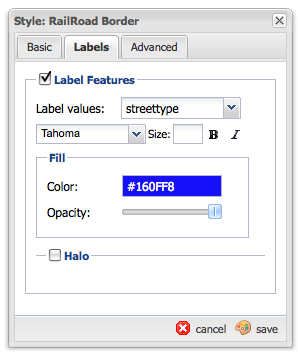 Style: RailRoad Border
Basic Labels Advanced
Label Features
Label values: streettype
Tahoma Size: B I
Fill
Color: #160FF8
Opacity:
Halo
cancel save